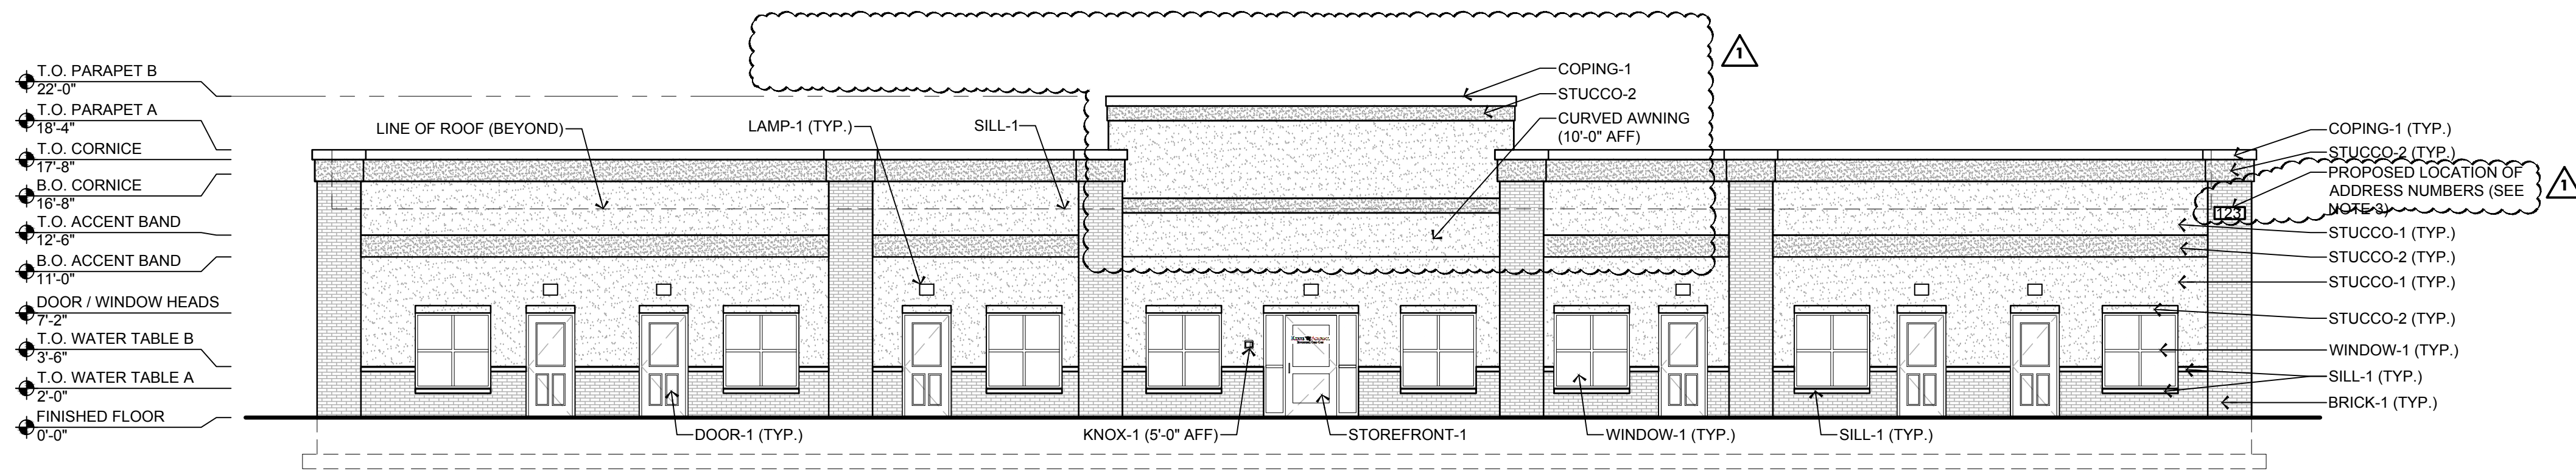 T.O. PARAPET B
22'-0"
T.O. PARAPET A
18'-4"
T.O. CORNICE
17'-8"
B.O. CORNICE
16'-8"
T.O. ACCENT BAND
12'-6"
B.O. ACCENT BAND
11'-0"
DOOR / WINDOW HEADS
7'-2"
T.O. WATER TABLE B
3'-6"
T.O. WATER TABLE A
2'-0"
FINISHED FLOOR
0'-0"
LINE OF ROOF (BEYOND)
LAMP-1 (TYP.)
SILL-1
COPING-1
STUCCO-2
CURVED AWNING
(10'-0" AFF)
1
COPING-1 (TYP.)
STUCCO-2 (TYP.)
PROPOSED LOCATION OF
ADDRESS NUMBERS (SEE
NOTE 3)
1
123
STUCCO-1 (TYP.)
STUCCO-2 (TYP.)
STUCCO-1 (TYP.)
STUCCO-2 (TYP.)
WINDOW-1 (TYP.)
SILL-1 (TYP.)
BRICK-1 (TYP.)
DOOR-1 (TYP.)
KNOX-1 (5'-0" AFF)
STOREFRONT-1
WINDOW-1 (TYP.)
SILL-1 (TYP.)